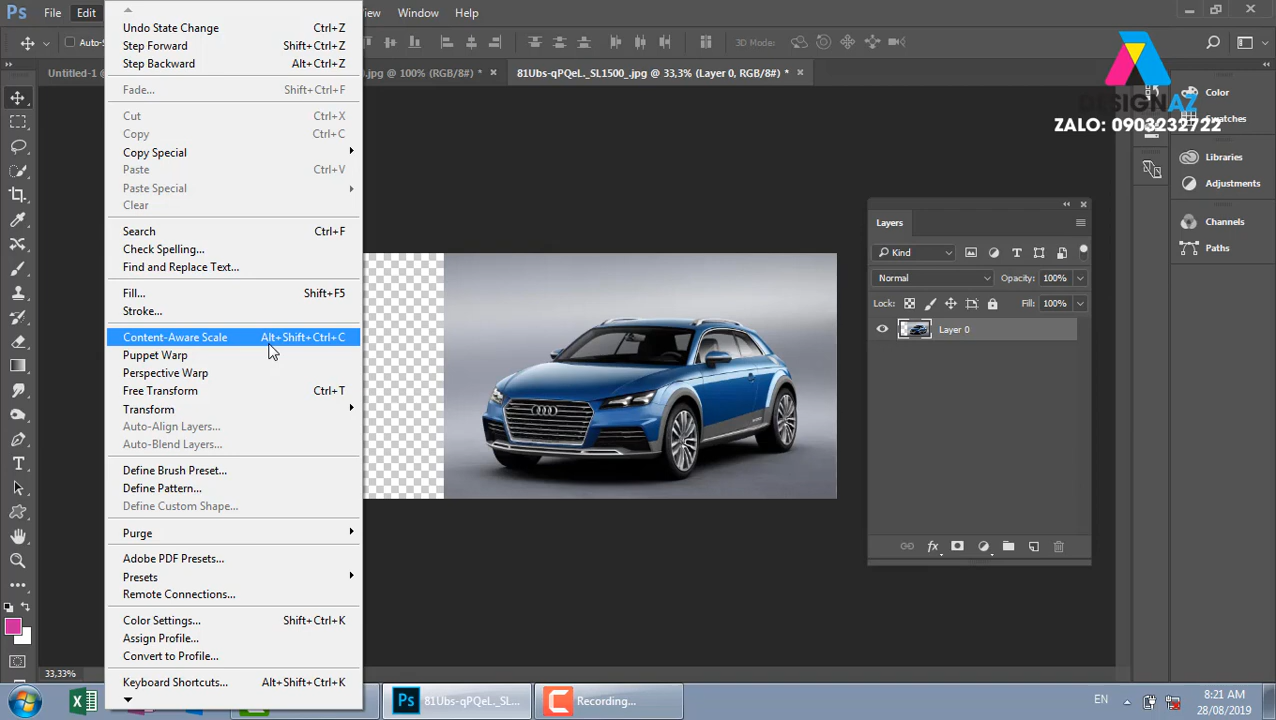 Ps File Edit View Window Help
Auto-S 3D Mode:
Untitled-1 @ 0.jpg @ 100% (RGB/8#) * 81Ubs-qPQeL._SL1500_.jpg @ 33,3% (Layer 0, RGB/8#) *
Undo State Change Ctrl+Z
Step Forward Shift+Ctrl+Z
Step Backward Alt+Ctrl+Z
Fade... Shift+Ctrl+F
Cut Ctrl+X
Copy Ctrl+C
Copy Special
Paste Ctrl+V
Paste Special
Clear
Search Ctrl+F
Check Spelling...
Find and Replace Text...
Fill... Shift+F5
Stroke...
Content-Aware Scale Alt+Shift+Ctrl+C
Puppet Warp
Perspective Warp
Free Transform Ctrl+T
Transform
Auto-Align Layers...
Auto-Blend Layers...
Define Brush Preset...
Define Pattern...
Define Custom Shape...
Purge
Adobe PDF Presets...
Presets
Remote Connections...
Color Settings... Shift+Ctrl+K
Assign Profile...
Convert to Profile...
Keyboard Shortcuts... Alt+Shift+Ctrl+K
DESIGNAZ
ZALO: 0903232722
Color
Swatches
Libraries
Adjustments
Channels
Paths
Layers
Kind
Normal Opacity: 100%
Lock: Fill: 100%
Layer 0
fx
33,33%
Ps 81Ubs-qPQeL._SL... Recording...
EN 8:21 AM
28/08/2019